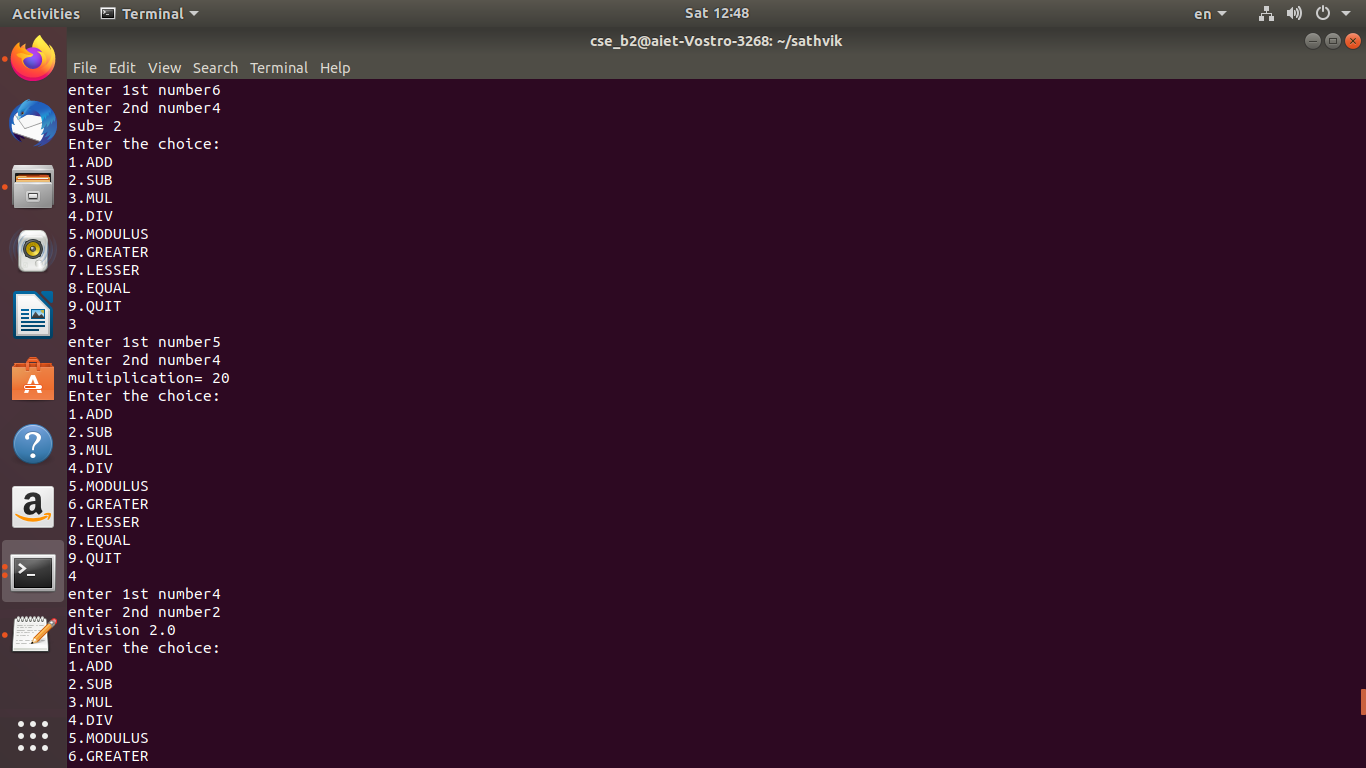 Activities Terminal Sat 12:48 en
cse_b2@aiet-Vostro-3268: ~/sathvik
File Edit View Search Terminal Help
enter 1st number6
enter 2nd number4
sub= 2
Enter the choice:
1.ADD
2.SUB
3.MUL
4.DIV
5.MODULUS
6.GREATER
7.LESSER
8.EQUAL
9.QUIT
3
enter 1st number5
enter 2nd number4
multiplication= 20
Enter the choice:
1.ADD
2.SUB
3.MUL
4.DIV
5.MODULUS
6.GREATER
7.LESSER
8.EQUAL
9.QUIT
4
enter 1st number4
enter 2nd number2
division 2.0
Enter the choice:
1.ADD
2.SUB
3.MUL
4.DIV
5.MODULUS
6.GREATER